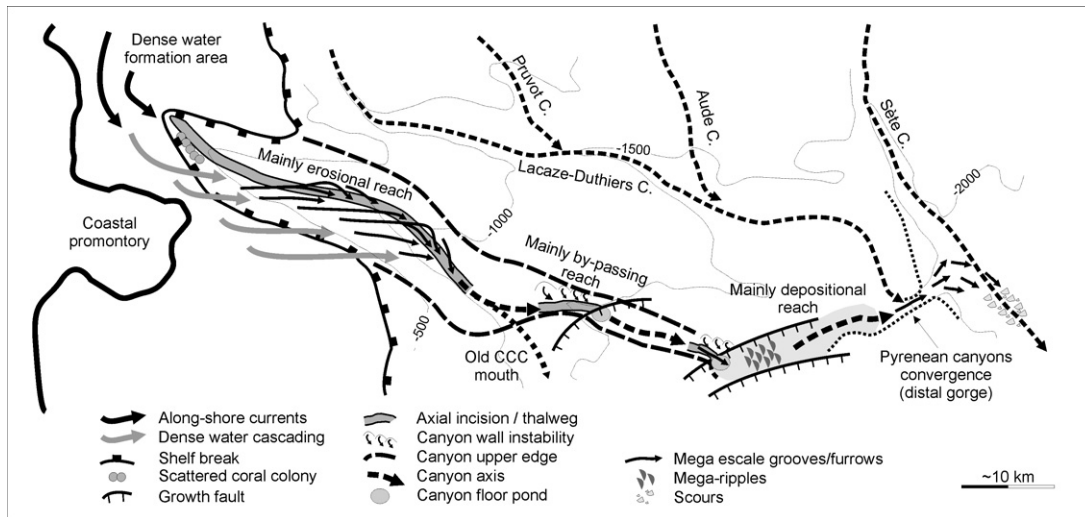 Dense water
formation area
Pruvot C.
Aude C.
Sète C.
Mainly erosional reach
-1500
Lacaze-Duthiers C.
-2000
Coastal
promontory
-1000
Mainly by-passing
reach
Mainly depositional
reach
-500
Old CCC
mouth
Pyrenean canyons
convergence
(distal gorge)
Along-shore currents
Dense water cascading
Shelf break
Scattered coral colony
Growth fault
Axial incision / thalweg
Canyon wall instability
Canyon upper edge
Canyon axis
Canyon floor pond
Mega escale grooves/furrows
Mega-ripples
Scours
~10 km